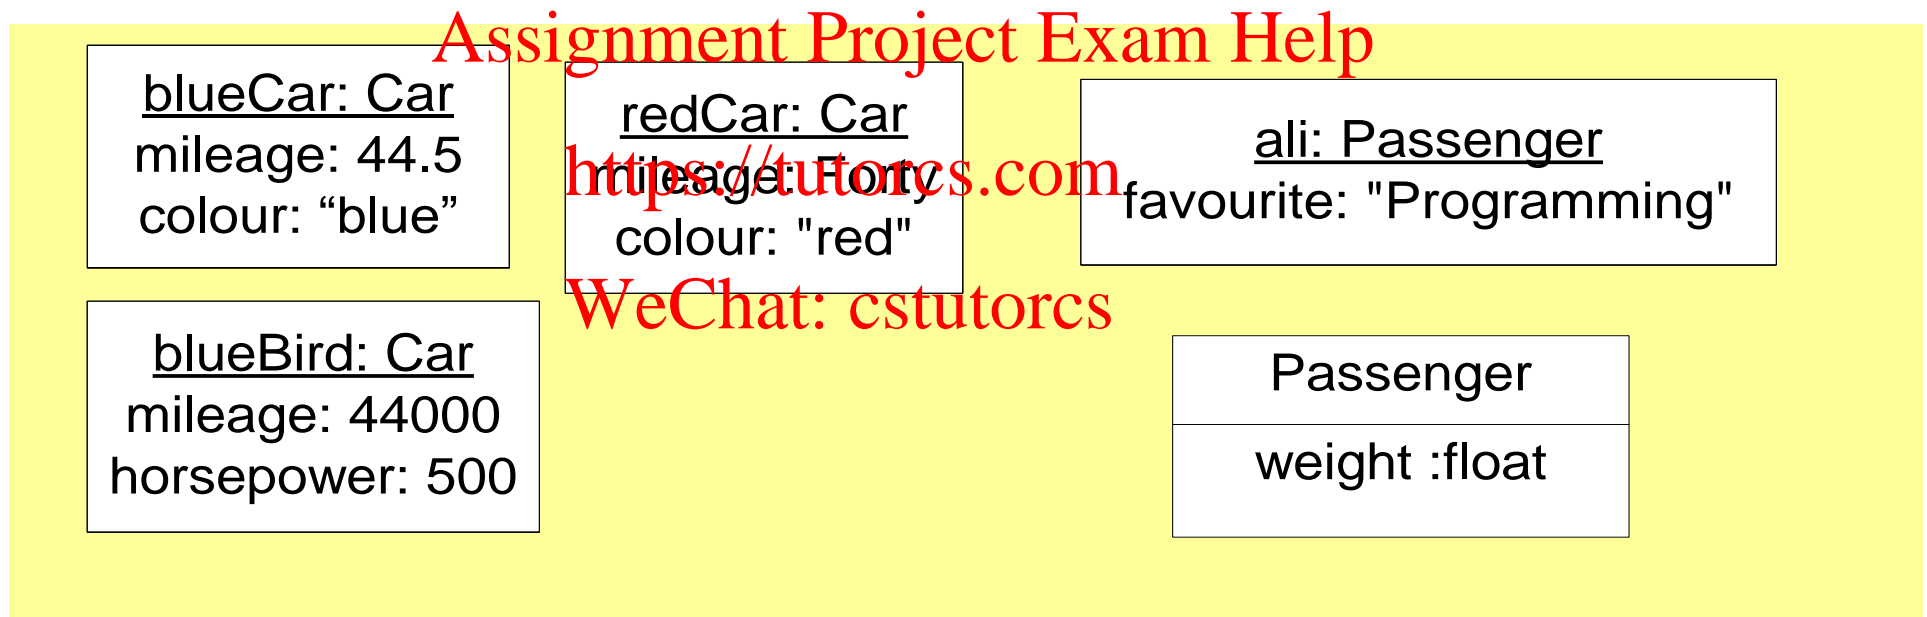 Assignment Project Exam Help
blueCar: Car
mileage: 44.5
colour: “blue”
redCar: Car
mileage: Forty
colour: "red"
https://tutorcs.com
ali: Passenger
favourite: "Programming"
WeChat: cstutorcs
blueBird: Car
mileage: 44000
horsepower: 500
Passenger
weight :float